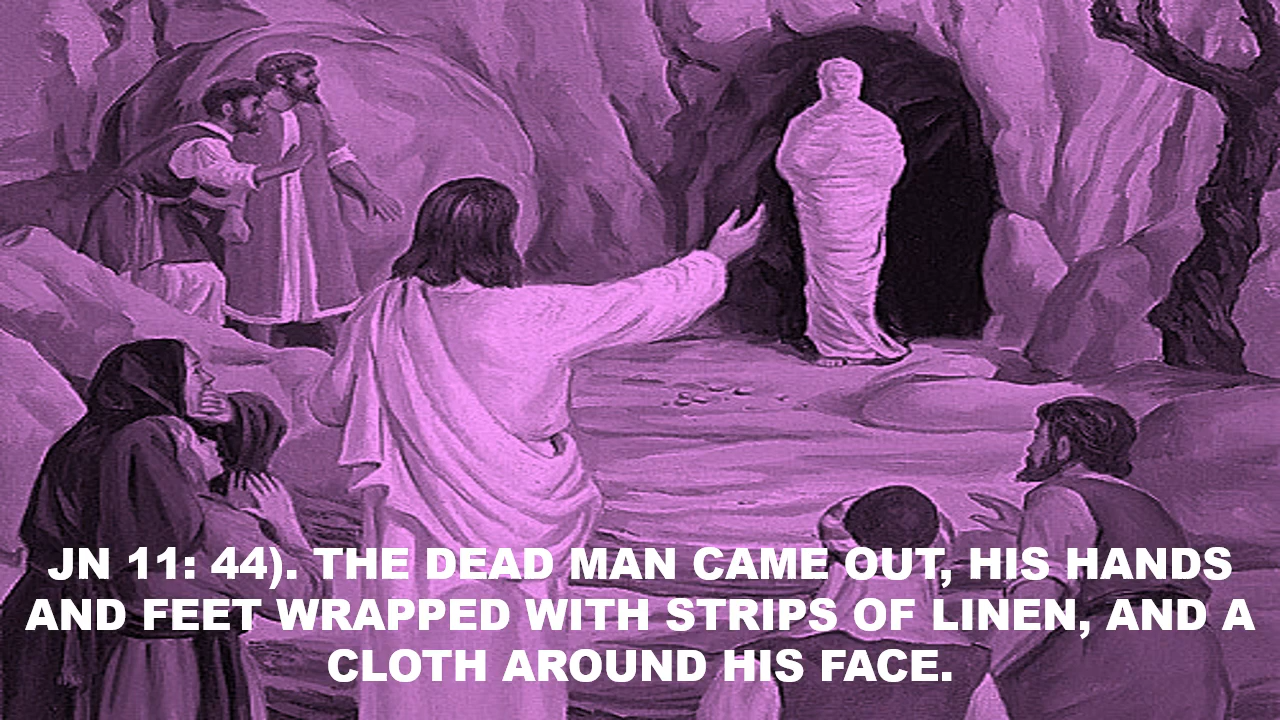 JN 11: 44). THE DEAD MAN CAME OUT, HIS HANDS
AND FEET WRAPPED WITH STRIPS OF LINEN, AND A
CLOTH AROUND HIS FACE.